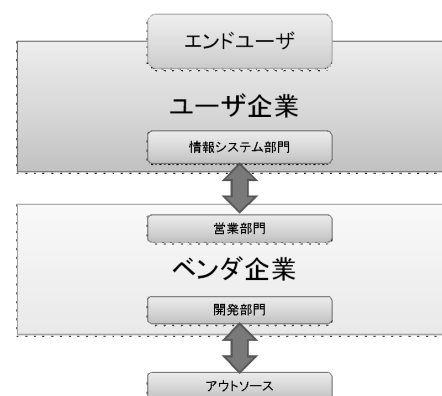 エンドユーザ
ユーザ企業
情報システム部門
営業部門
ベンダ企業
開発部門
アウトソース